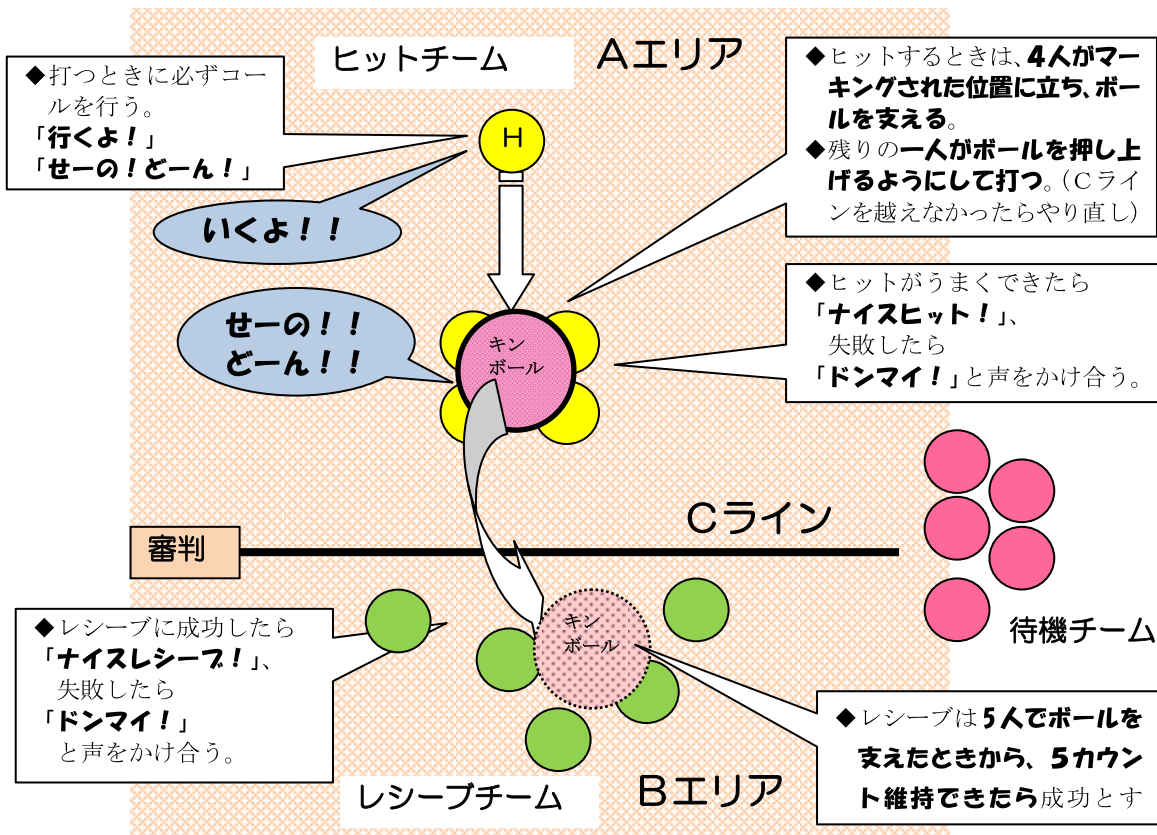 ヒットチーム
Aエリア
◆打つときに必ずコー
ルを行う。
「行くよ！」
「せーの！どーん！」
H
◆ヒットするときは、4人がマー
キングされた位置に立ち、ボー
ルを支える。
◆残りの一人がボールを押し上
げるようにして打つ。（Cライ
ンを越えなかったらやり直し）
いくよ！！
せーの！！
どーん！！
キン
ボール
◆ヒットがうまくできたら
「ナイスヒット！」、
失敗したら
「ドンマイ！」と声をかけ合う。
Cライン
審判
待機チーム
◆レシーブに成功したら
「ナイスレシーブ！」、
失敗したら
「ドンマイ！」
と声をかけ合う。
キン
ボール
◆レシーブは5人でボールを
支えたときから、5カウン
ト維持できたら成功とす
レシーブチーム
Bエリア